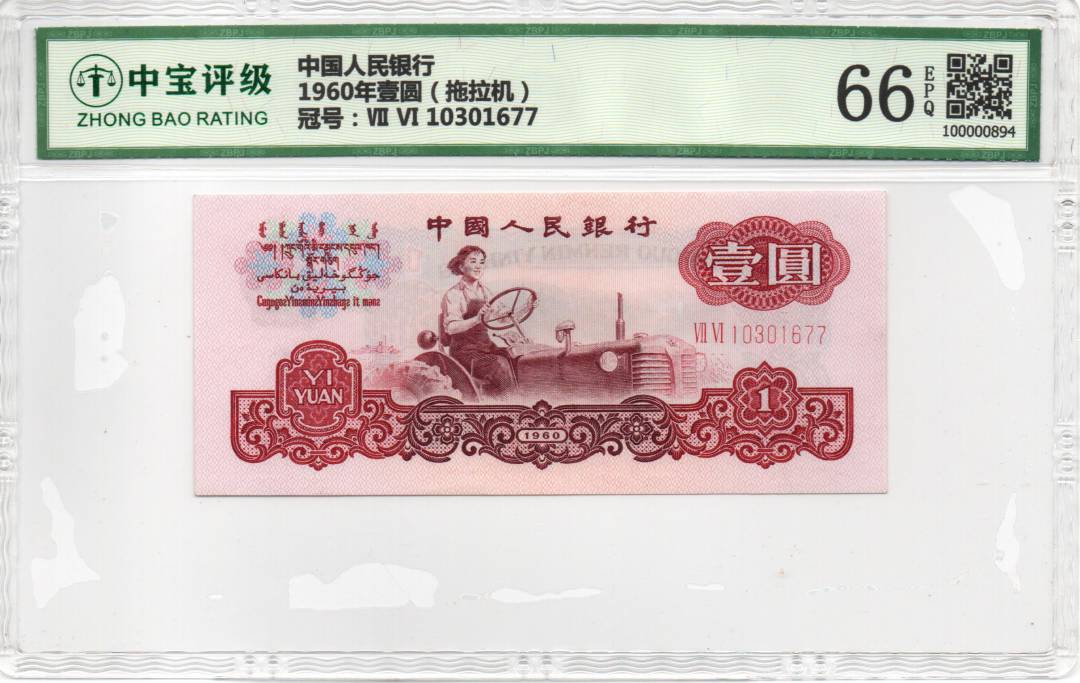 中宝评级
ZHONG BAO RATING
中国人民银行
1960年壹圆（拖拉机）
冠号：Ⅶ Ⅵ 10301677
66 EPQ
100000894
中國人民銀行
壹圓
Ⅶ Ⅵ 10301677
YI
YUAN
1960
1